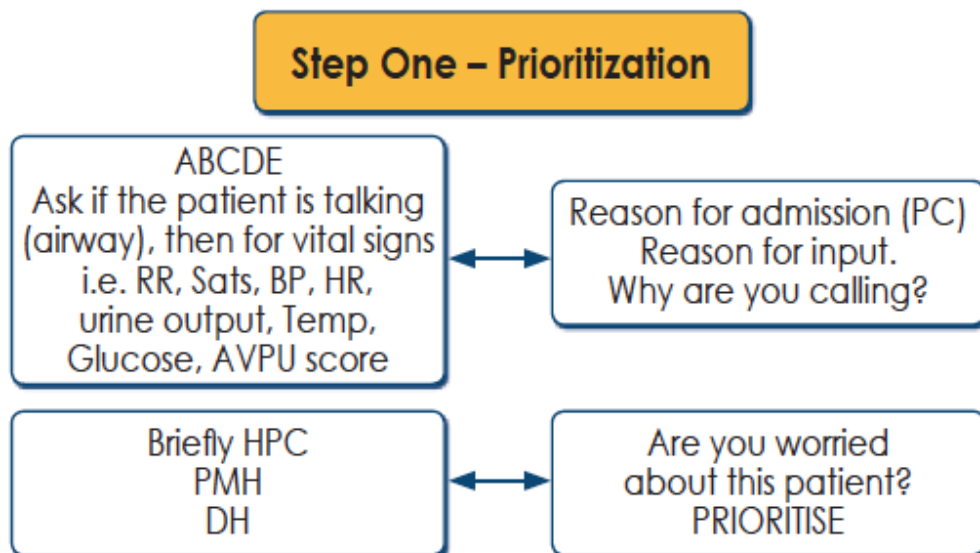 Step One – Prioritization
ABCDE
Ask if the patient is talking
(airway), then for vital signs
i.e. RR, Sats, BP, HR,
urine output, Temp,
Glucose, AVPU score
Reason for admission (PC)
Reason for input.
Why are you calling?
Briefly HPC
PMH
DH
Are you worried
about this patient?
PRIORITISE